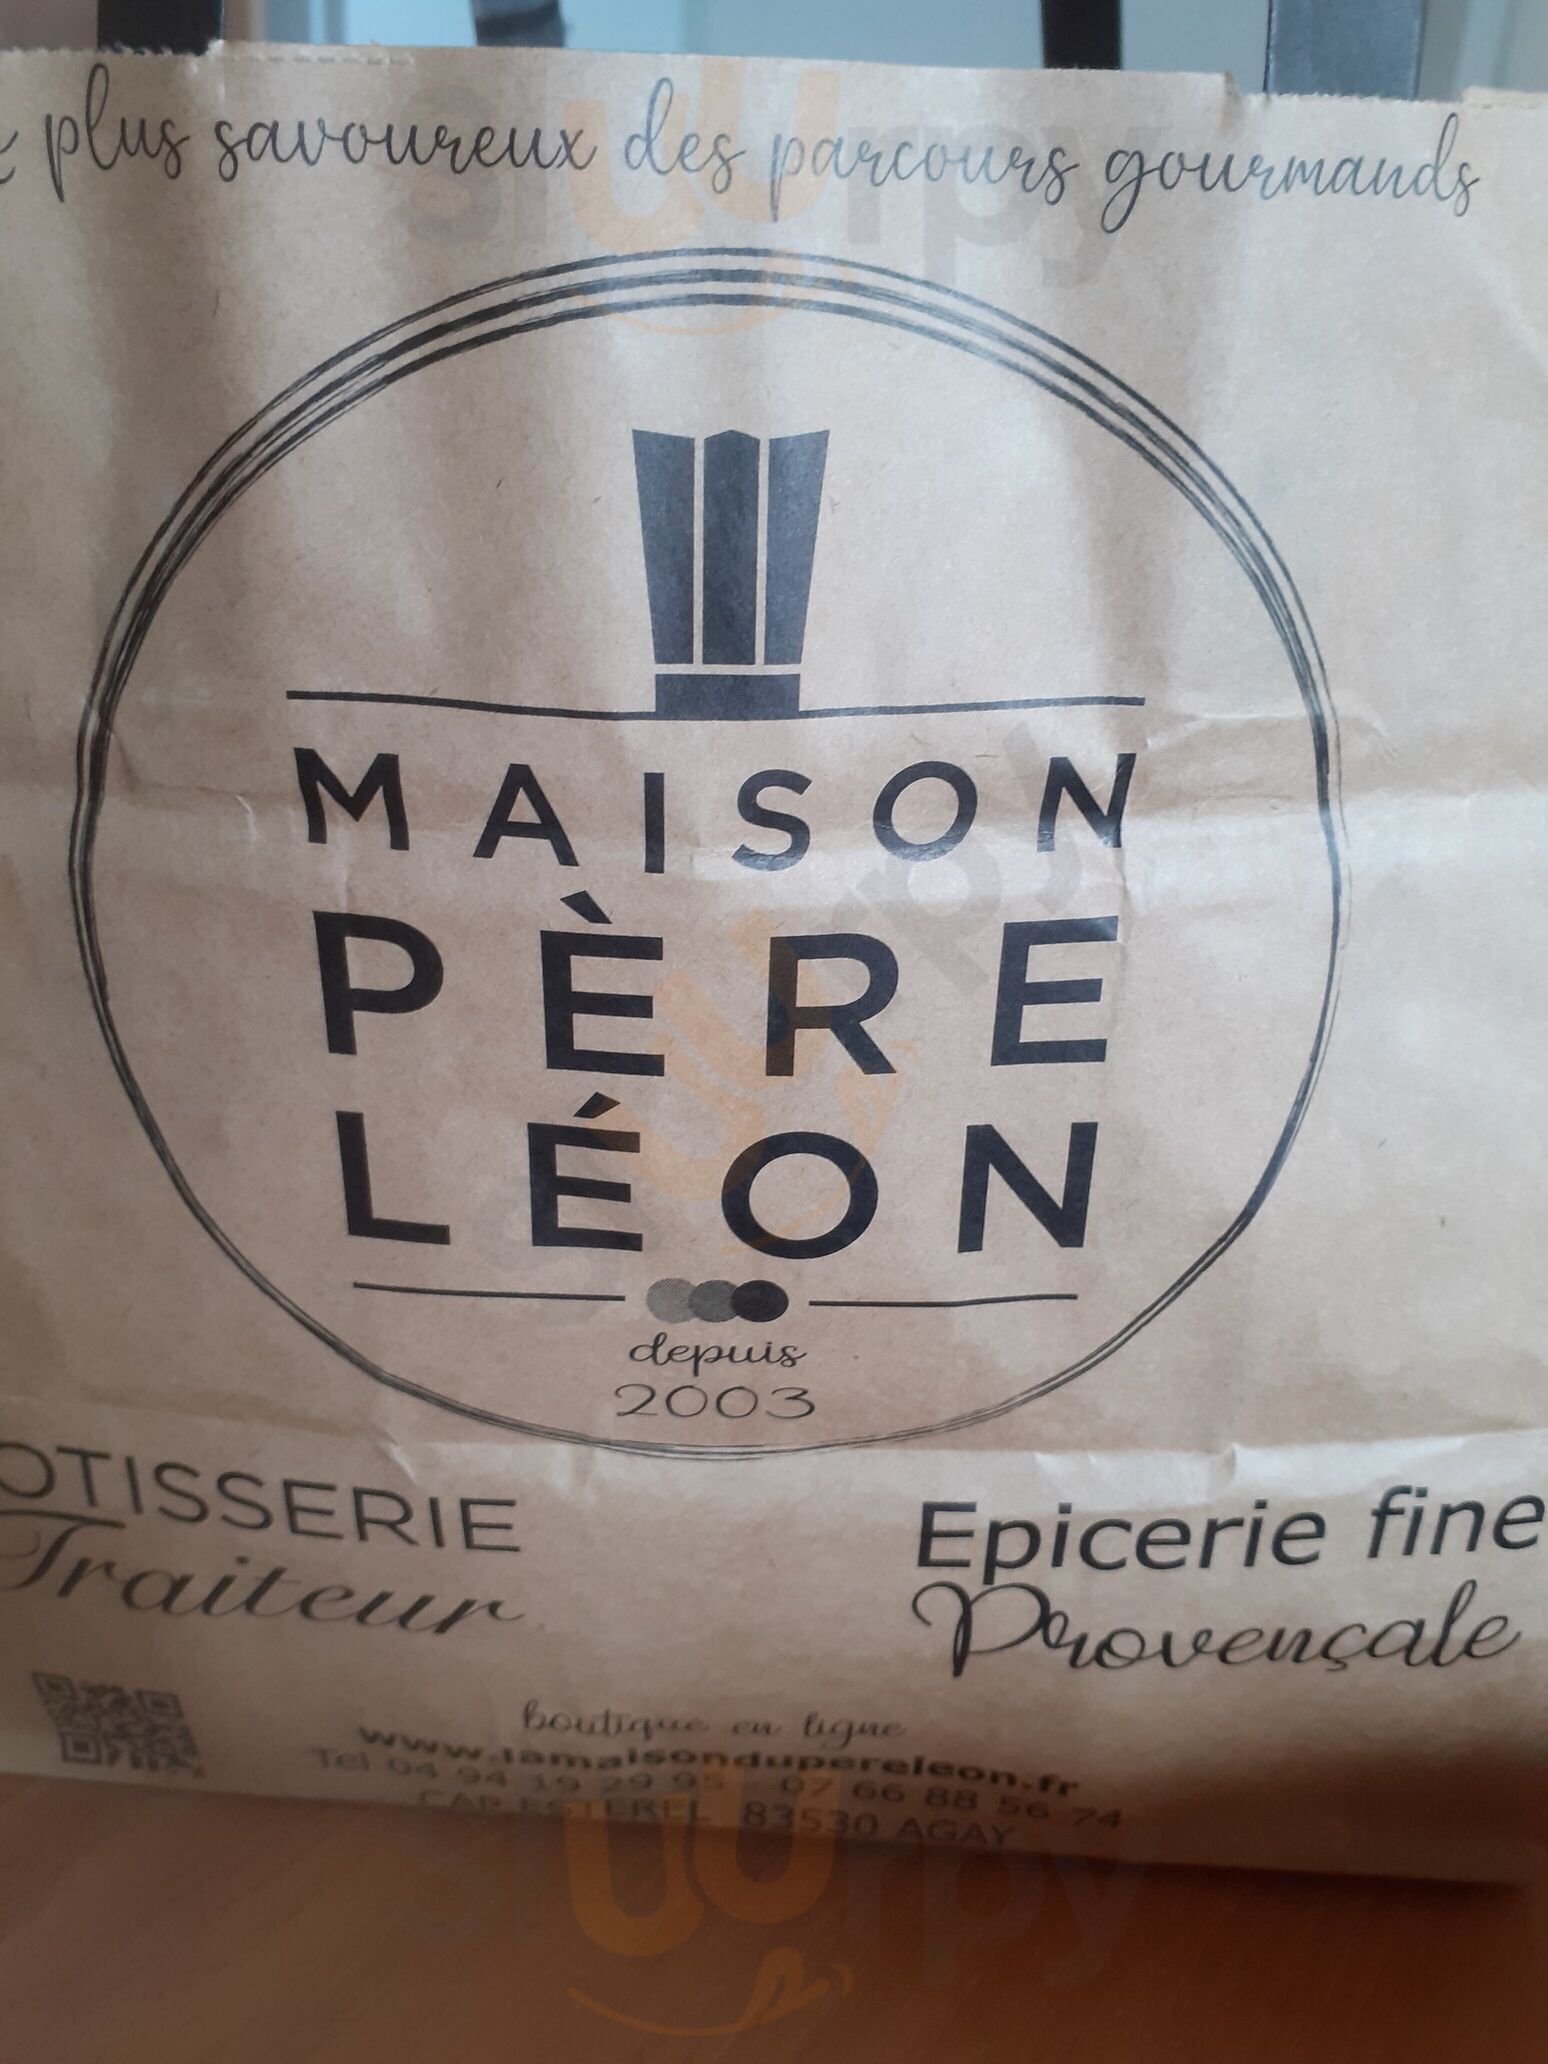 plus savoureux des parcours gourmands
MAISON
PÈRE
LÉON
depuis
2003
OTISSERIE
Traiteur
Epicerie fine
Provençale
boutique en ligne
www.lamaisondupereleon.fr
Tel 04 94 19 29 95 07 66 88 56 74
CAP ESTEREL 83530 AGAY